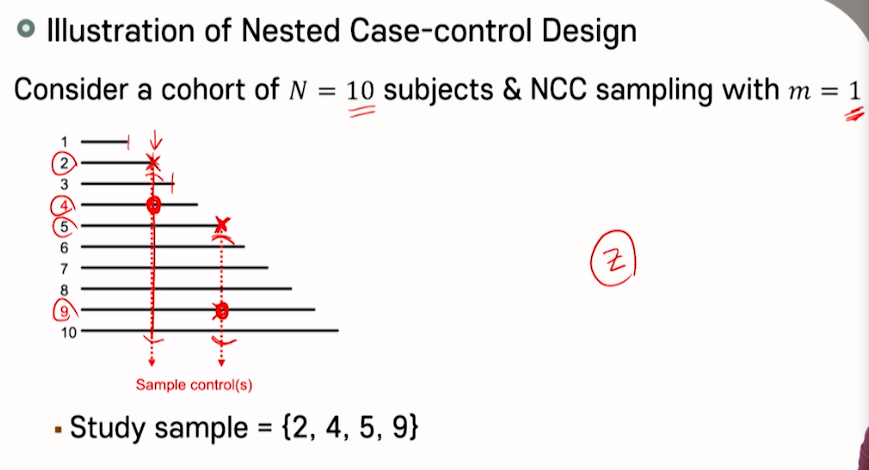 Illustration of Nested Case-control Design
Consider a cohort of N = 10 subjects & NCC sampling with m = 1
1
2
3
4
5
6
7
8
9
10
Z
Sample control(s)
Study sample = {2, 4, 5, 9}